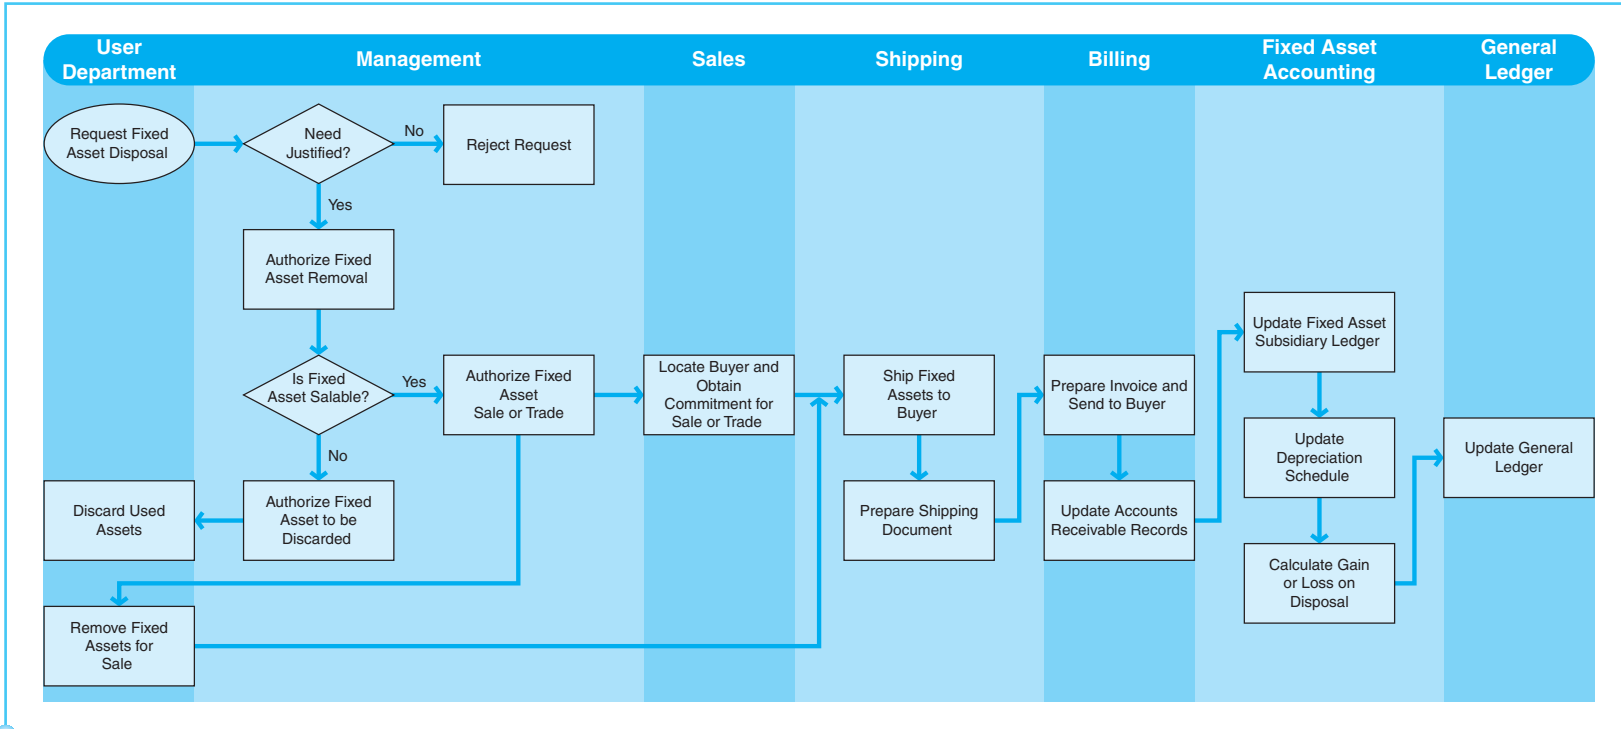 User
Department
Management
Sales
Shipping
Billing
Fixed Asset
Accounting
General
Ledger
Request Fixed
Asset Disposal
Need
Justified?
No
Reject Request
Yes
Authorize Fixed
Asset Removal
Is Fixed
Asset Salable?
Yes
Authorize Fixed
Asset
Sale or Trade
Locate Buyer and
Obtain
Commitment for
Sale or Trade
Ship Fixed
Assets to
Buyer
Prepare Invoice and
Send to Buyer
Update Fixed Asset
Subsidiary Ledger
Update
Depreciation
Schedule
Update General
Ledger
No
Discard Used
Assets
Authorize Fixed
Asset to be
Discarded
Prepare Shipping
Document
Update Accounts
Receivable Records
Calculate Gain
or Loss on
Disposal
Remove Fixed
Assets for
Sale